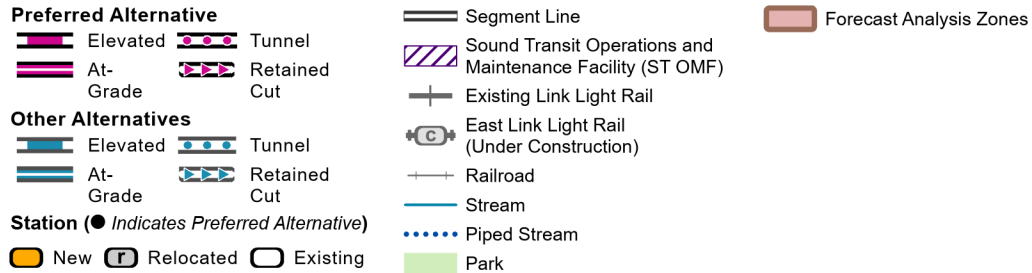 Preferred Alternative
Elevated Tunnel
At- Retained
Grade Cut
Other Alternatives
Elevated Tunnel
At- Retained
Grade Cut
Station (● Indicates Preferred Alternative)
New r Relocated Existing
Segment Line
Sound Transit Operations and
Maintenance Facility (ST OMF)
Existing Link Light Rail
C East Link Light Rail
(Under Construction)
Railroad
Stream
Piped Stream
Park
Forecast Analysis Zones